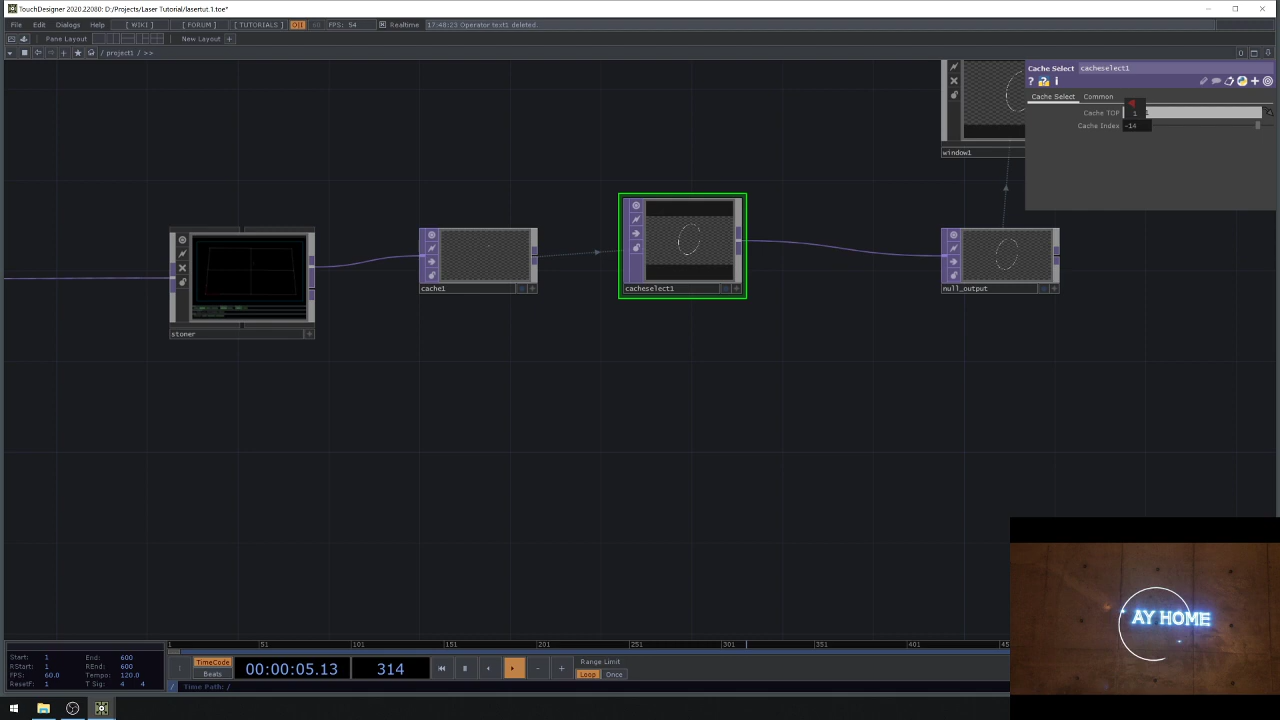 TouchDesigner 2020.22080: D:/Projects/Laser Tutorial/lasertut.1.toe*
File Edit Dialogs Help [ WIKI ] [ FORUM ] [ TUTORIALS ] FPS: 54 Realtime 17:48:23 Operator text1 deleted.
Pane Layout New Layout +
/ project1 / >>
Cache Select cacheselect1
Cache Select Common
Cache TOP
1
Cache Index -14
window1
stoner
cache1
cacheselect1
null_output
AY HOME
1 51 101 151 201 251 301 351 401
Start: 1 End: 600
RStart: 1 REnd: 600
FPS: 60.0 Tempo: 120.0
ResetF: 1 T Sig: 4 4
TimeCode
Beats
00:00:05.13 314
Range Limit
Loop Once
/ Time Path: /